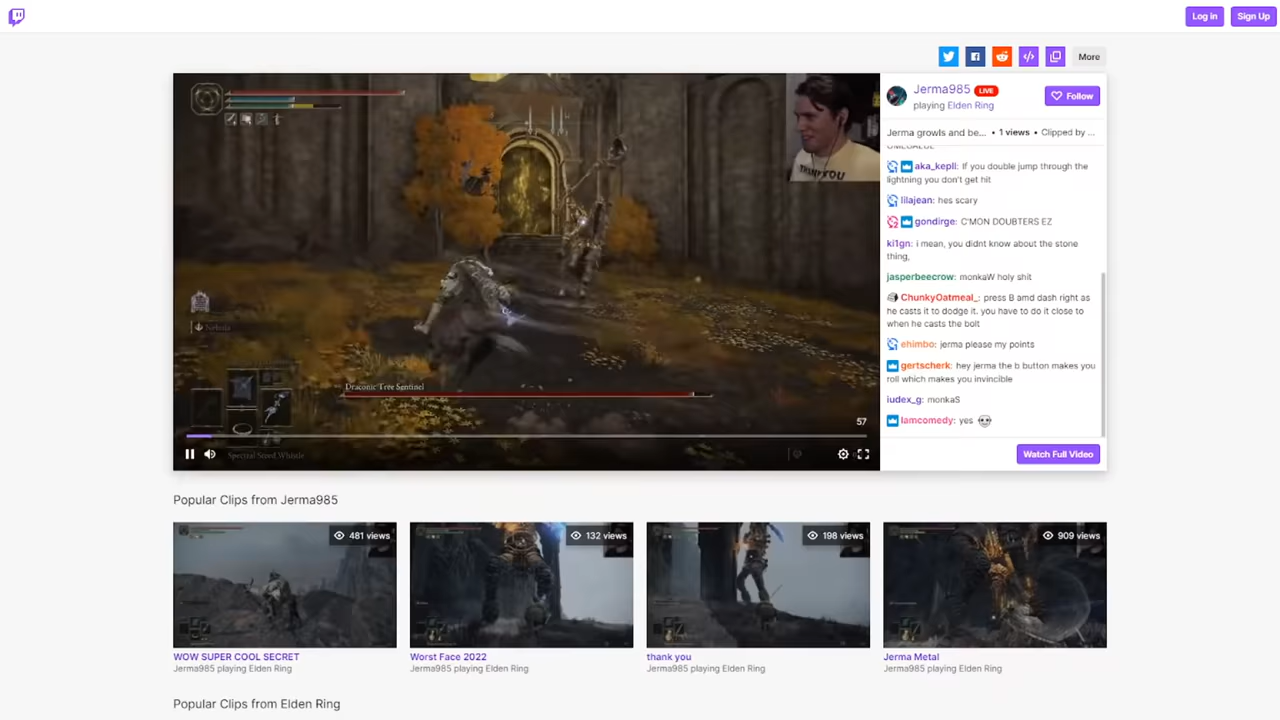 Log in
Sign Up
More
Jerma985 LIVE
playing Elden Ring
Follow
Jerma growls and be... • 1 views • Clipped by ...
aka_kepll: If you double jump through the
lightning you don't get hit
lilajean: hes scary
gondirge: C'MON DOUBTERS EZ
ki1gn: i mean, you didnt know about the stone
thing,
jasperbeecrow: monkaW holy shit
ChunkyOatmeal_: press B amd dash right as
he casts it to dodge it. you have to do it close to
when he casts the bolt
ehimbo: jerma please my points
gertscherk: hey jerma the b button makes you
roll which makes you invincible
iudex_g: monkaS
Iamcomedy: yes
Watch Full Video
Nebula
Draconic Tree Sentinel
57
Spectral Steed Whistle
Popular Clips from Jerma985
481 views
132 views
198 views
909 views
WOW SUPER COOL SECRET
Jerma985 playing Elden Ring
Worst Face 2022
Jerma985 playing Elden Ring
thank you
Jerma985 playing Elden Ring
Jerma Metal
Jerma985 playing Elden Ring
Popular Clips from Elden Ring